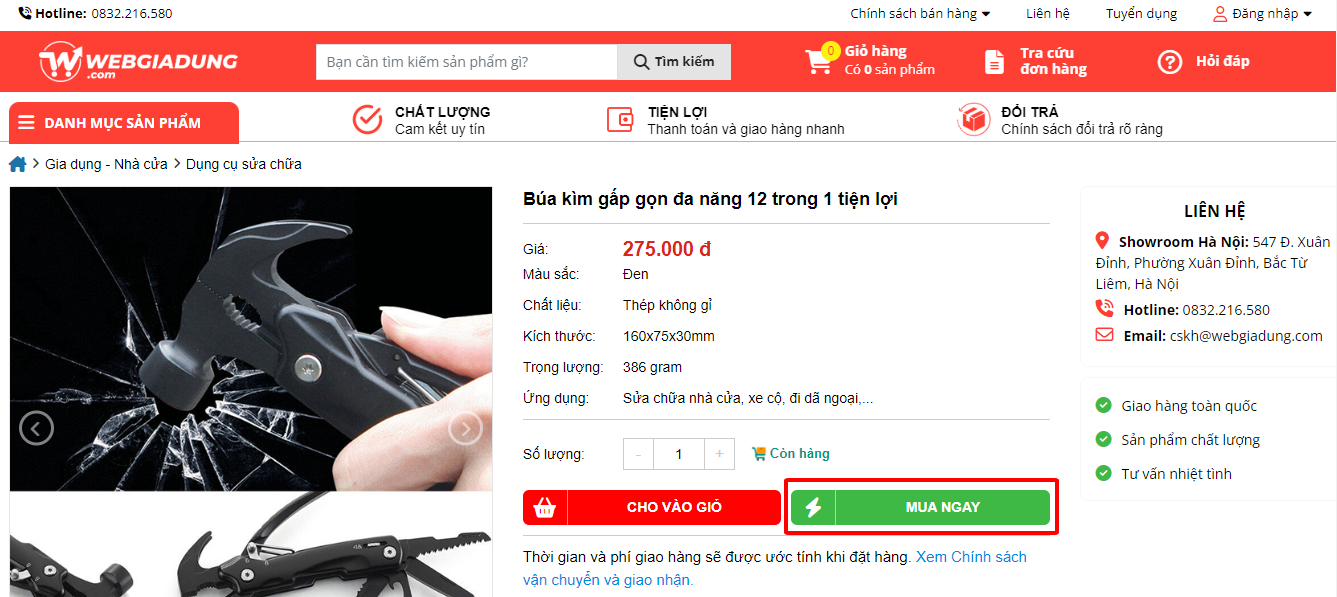 Hotline: 0832.216.580
Chính sách bán hàng
Liên hệ
Tuyển dụng
Đăng nhập
WEBGIADUNG
.com
Bạn cần tìm kiếm sản phẩm gì?
Tìm kiếm
0
Giỏ hàng
Có 0 sản phẩm
Tra cứu
đơn hàng
Hỏi đáp
DANH MỤC SẢN PHẨM
CHẤT LƯỢNG
Cam kết uy tín
TIỆN LỢI
Thanh toán và giao hàng nhanh
ĐỔI TRẢ
Chính sách đổi trả rõ ràng
Gia dụng - Nhà cửa > Dụng cụ sửa chữa
Búa kìm gấp gọn đa năng 12 trong 1 tiện lợi
Giá: 275.000 đ
Màu sắc: Đen
Chất liệu: Thép không gỉ
Kích thước: 160x75x30mm
Trọng lượng: 386 gram
Ứng dụng: Sửa chữa nhà cửa, xe cộ, đi dã ngoại,...
Số lượng: - 1 + Còn hàng
CHO VÀO GIỎ
MUA NGAY
Thời gian và phí giao hàng sẽ được ước tính khi đặt hàng. Xem Chính sách
vận chuyển và giao nhận.
LIÊN HỆ
Showroom Hà Nội: 547 Đ. Xuân
Đỉnh, Phường Xuân Đỉnh, Bắc Từ
Liêm, Hà Nội
Hotline: 0832.216.580
Email: cskh@webgiadung.com
Giao hàng toàn quốc
Sản phẩm chất lượng
Tư vấn nhiệt tình